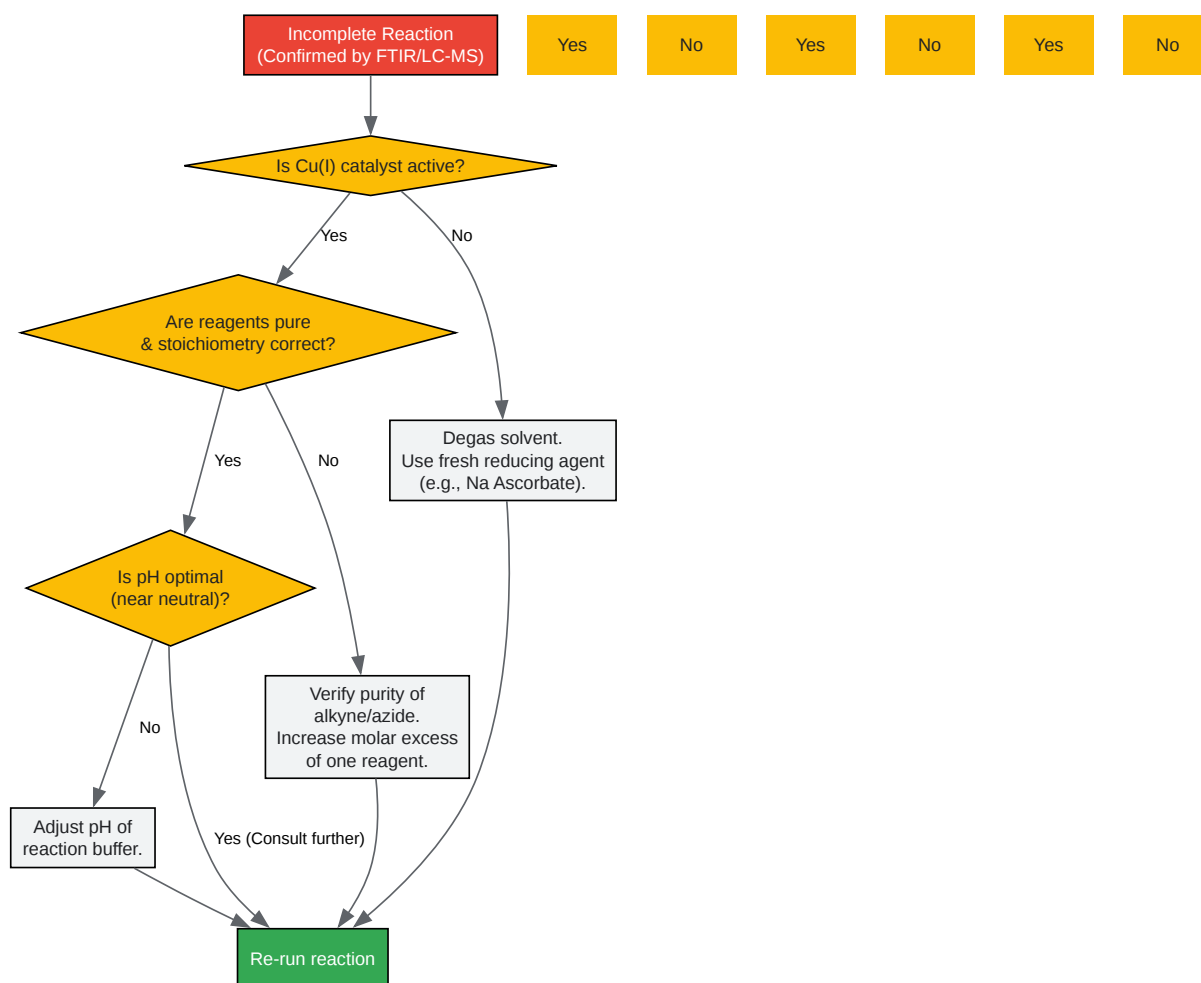 Incomplete Reaction
(Confirmed by FTIR/LC-MS)
Yes
No
Yes
No
Yes
No
Is Cu(I) catalyst active?
Yes
No
Are reagents pure
& stoichiometry correct?
Yes
No
Degas solvent.
Use fresh reducing agent
(e.g., Na Ascorbate).
Is pH optimal
(near neutral)?
No
Verify purity of
alkyne/azide.
Increase molar excess
of one reagent.
Adjust pH of
reaction buffer.
Yes (Consult further)
Re-run reaction